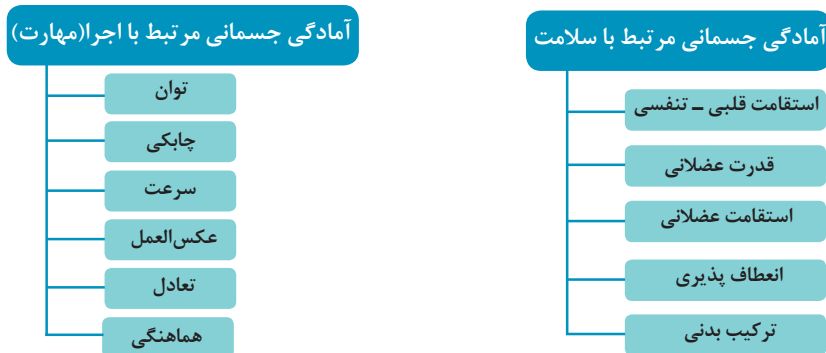 آمادگی جسمانی مرتبط با سلامت
استقامت قلبی ــ تنفسی
قدرت عضلانی
استقامت عضلانی
انعطاف پذیری
ترکیب بدنی
آمادگی جسمانی مرتبط با اجرا(مهارت)
توان
چابکی
سرعت
عکس‌العمل
تعادل
هماهنگی